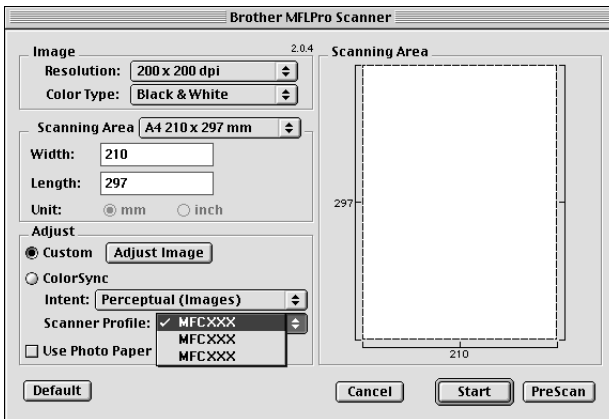 Brother MFLPro Scanner
Image 2.0.4
Resolution: 200 x 200 dpi
Color Type: Black & White
Scanning Area A4 210 x 297 mm
Width: 210
Length: 297
Unit: mm inch
Adjust
Custom Adjust Image
ColorSync
Intent: Perceptual (Images)
Scanner Profile: ✓ MFCXXX
MFCXXX
MFCXXX
Use Photo Paper
Default
Scanning Area
297
210
Cancel Start PreScan